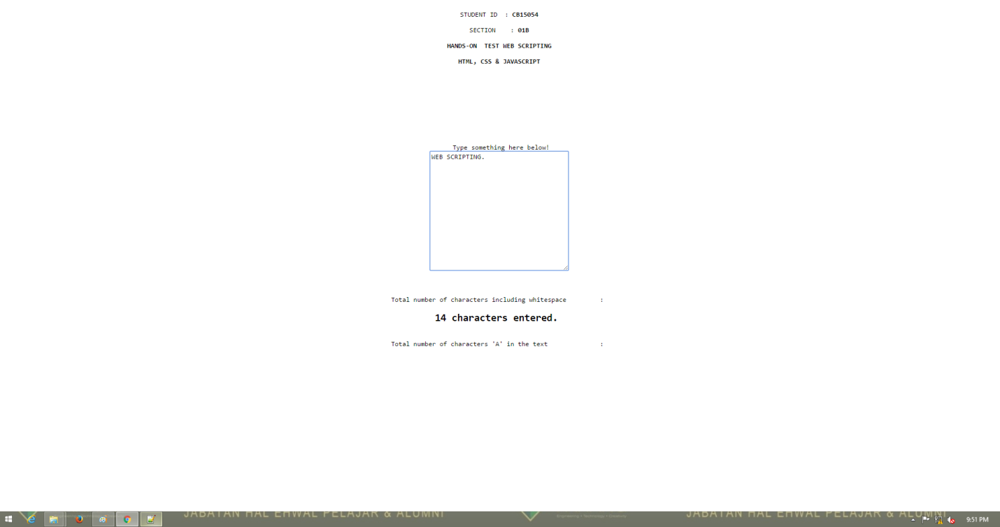 STUDENT ID : CB15054
SECTION : 01B
HANDS-ON TEST WEB SCRIPTING
HTML, CSS & JAVASCRIPT
Type something here below!
WEB SCRIPTING.
Total number of characters including whitespace :
14 characters entered.
Total number of characters 'A' in the text :
JABATAN HAL EHWAL PELAJAR & ALUMNI
JABATAN HAL EHWAL PELAJAR & ALUMNI
9:51 PM